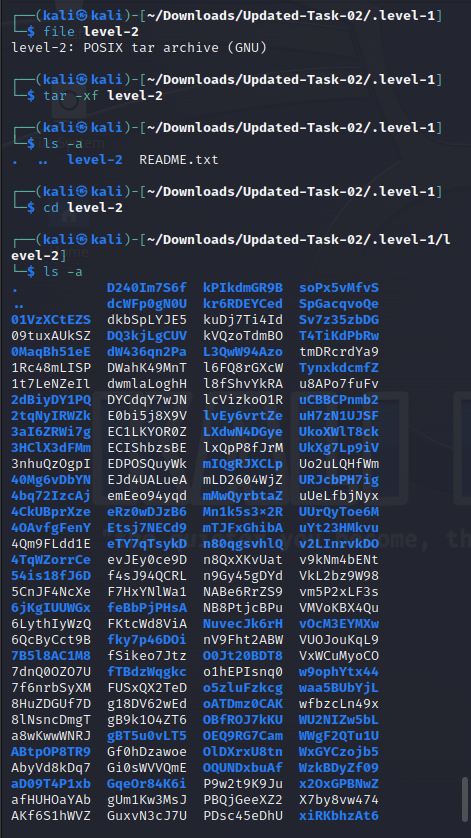 ┌──(kali㉿kali)-[~/Downloads/Updated-Task-02/.level-1]
└─$ file level-2
level-2: POSIX tar archive (GNU)
┌──(kali㉿kali)-[~/Downloads/Updated-Task-02/.level-1]
└─$ tar -xf level-2
┌──(kali㉿kali)-[~/Downloads/Updated-Task-02/.level-1]
└─$ ls -a
. .. level-2 README.txt
┌──(kali㉿kali)-[~/Downloads/Updated-Task-02/.level-1]
└─$ cd level-2
┌──(kali㉿kali)-[~/Downloads/Updated-Task-02/.level-1/l
evel-2]
└─$ ls -a
. D240Im7S6f kPIkdmGR9B soPx5vMfvS
.. dcWFp0gN0U kr6RDEYCed SpGacqvoQe
01VzXCtEZS dkbSpLYJE5 kuDj7Ti4Id Sv7z35zbDG
09tuxAUkSZ DQ3kjLgCUV kVQzoTdmBO T4TiKdPbRw
0MaqBh51eE dW436qn2Pa L3QwW94Azo tmDRcrdYa9
1Rc48mLISP DWahK49MnT l6FQ8rGXcW TynxkdcmfZ
1t7LeNZeIl dwmlaLoghH l8fShvYkRA u8APo7fuFv
2dBiyDY1PQ DYCdqY7wJN lcVizkoO1R uCBBCPnmb2
2tqNyIRWZk E0bi5j8X9V lvEy6vrtZe uH7zN1UJSF
3aI6ZRWi7g EC1LKYOR0Z LXdwN4DGye UkoXWlT8ck
3HClX3dFMm ECIShbzsBE lxQpP8fJrM UkXg7Lp9iV
3nhuQzOgpI EDPOSQuyWk mIQgRJXCLp Uo2uLQHfWm
40Mg6vDbYN EJd4UALueA mLD2604WjZ URJcbPH7ig
4bq72IzcAj emEeo94yqd mMwQyrbtaZ uUeLfbjNyx
4CkUBprXze eRz0wDJzB6 Mn1k5s3×2R UUrQyToe6M
4OAvfgFenY Etsj7NECd9 mTJFxGhibA uYt23HMkvu
4Qm9FLdd1E eTY7qTsykD n80qgsvhlQ v2LInrvkDO
4TqWZorrCe evJEy0ce9D n8QxXKvUat v9kNm4bENt
54is18fJ6D f4sJ94QCRL n9Gy45gDYd VkL2bz9W98
5CnJF4NcXe F7HxYNlWa1 NABe6RrZS9 vm5P2xLF3s
6jKgIUUWGx feBbPjPHsA NB8PtjcBPu VMVoKBX4Qu
6LythIyWzQ FKtcWd8ViA NuvecJk6rH vOcM3EYMXw
6QcByCct9B fky7p46DOi nV9Fht2ABW VUOJouKqL9
7B5l8AC1M8 fSikeo7Jtz O0Jt20BDT8 VxWCuMyoCO
7dnQ0OZO7U fTBdzWqgkc o1hEPIsnq0 w9ophYtx44
7f6nrbSyXM FUSxQX2TeD o5zluFzkcg waa5BUbYjL
8HuZDGUf7D g18DV62wEd oATDmz0CAK wfbzcLn49x
8lNsncDmgT gB9k1O4ZT6 OBfROJ7kKU WU2NIZw5bL
a8wKwwWNRJ gBT5u0vLT5 OEQ9RG7Cam WWgF2QTu1U
ABtpOP8TR9 Gf0hDzawoe OlDXrxU8tn WxGYCzojb5
AbyVd8kDq7 Gi0sWVVQmE OQUNDxbuAf WzkBDyZf09
aD09T4P1xb GqeOr84K6i P9w2t9K9Ju x2OxGPBNwZ
afHUHOaYAb gUm1Kw3MsJ PBQjGeeXZ2 X7by8vw474
AKf6S1hWVZ GuxvN3cJ7U PDsc45eDhU xiRKbhzAt6